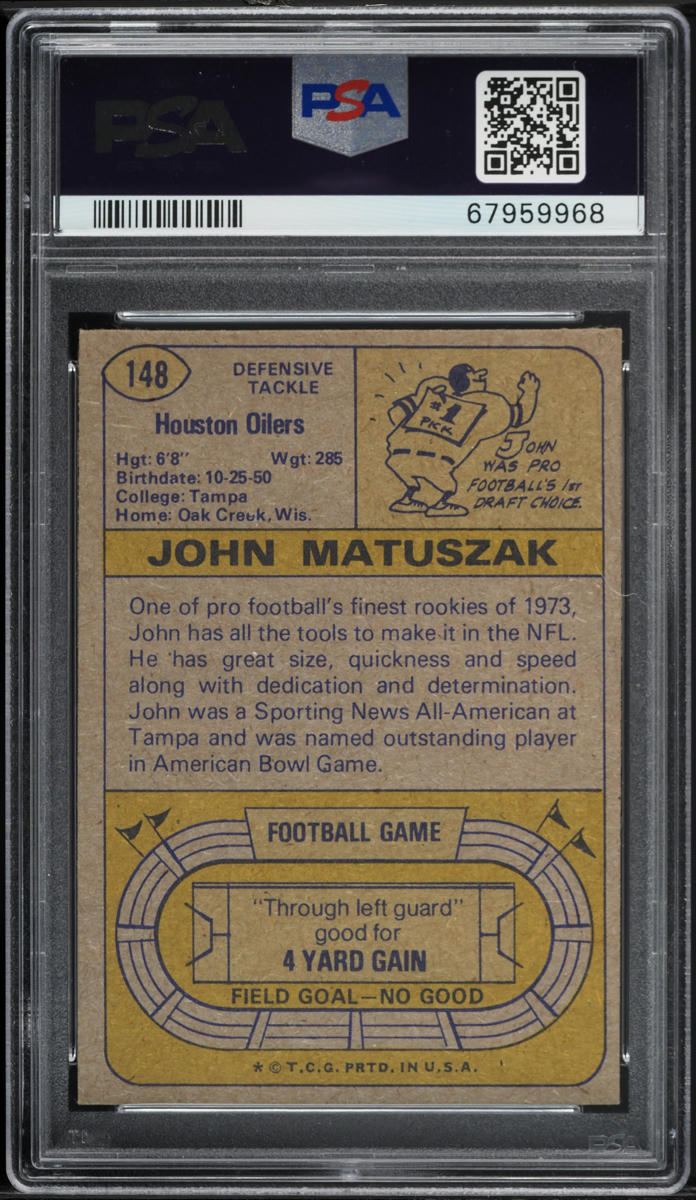 PSA
PSA
67959968
148
DEFENSIVE
TACKLE
Houston Oilers
Hgt: 6'8" Wgt: 285
Birthdate: 10-25-50
College: Tampa
Home: Oak Creek, Wis.
#1
PICK
JOHN
WAS PRO
FOOTBALL'S 1ST
DRAFT CHOICE.
JOHN MATUSZAK
One of pro football's finest rookies of 1973,
John has all the tools to make it in the NFL.
He has great size, quickness and speed
along with dedication and determination.
John was a Sporting News All-American at
Tampa and was named outstanding player
in American Bowl Game.
FOOTBALL GAME
"Through left guard"
good for
4 YARD GAIN
FIELD GOAL—NO GOOD
* © T.C.G. PRTD. IN U.S.A.
PSA